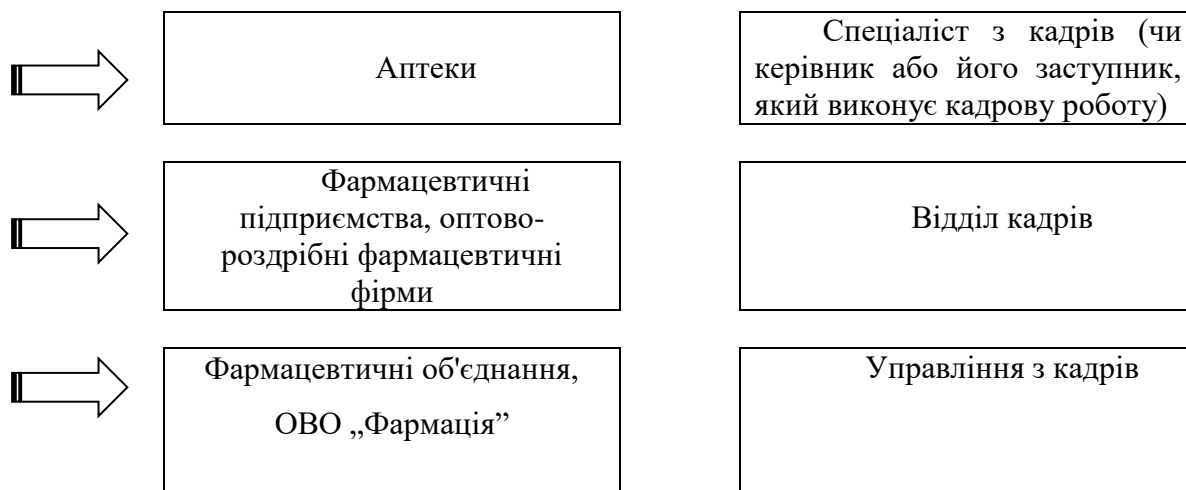 Аптеки
Спеціаліст з кадрів (чи
керівник або його заступник,
який виконує кадрову роботу)
Фармацевтичні
підприємства, оптово-
роздрібні фармацевтичні
фірми
Відділ кадрів
Фармацевтичні об'єднання,
ОВО „Фармація”
Управління з кадрів